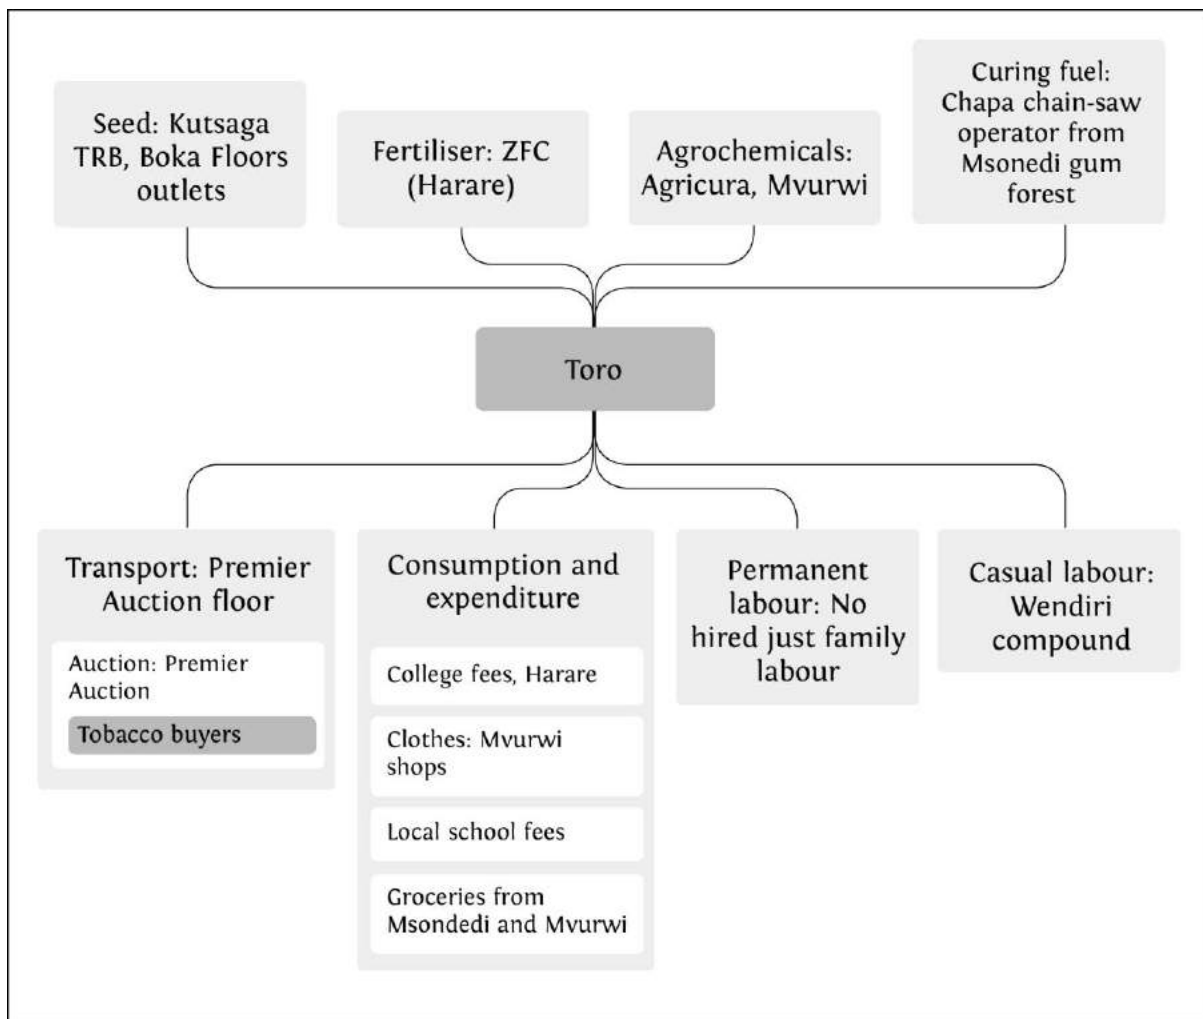 Seed: Kutsaga
TRB, Boka Floors
outlets
Fertiliser: ZFC
(Harare)
Agrochemicals:
Agricura, Mvurwi
Curing fuel:
Chapa chain-saw
operator from
Msonedi gum
forest
Toro
Transport: Premier
Auction floor
Auction: Premier
Auction
Tobacco buyers
Consumption and
expenditure
College fees, Harare
Clothes: Mvurwi
shops
Local school fees
Groceries from
Msondedi and Mvurwi
Permanent
labour: No
hired just family
labour
Casual labour:
Wendiri
compound